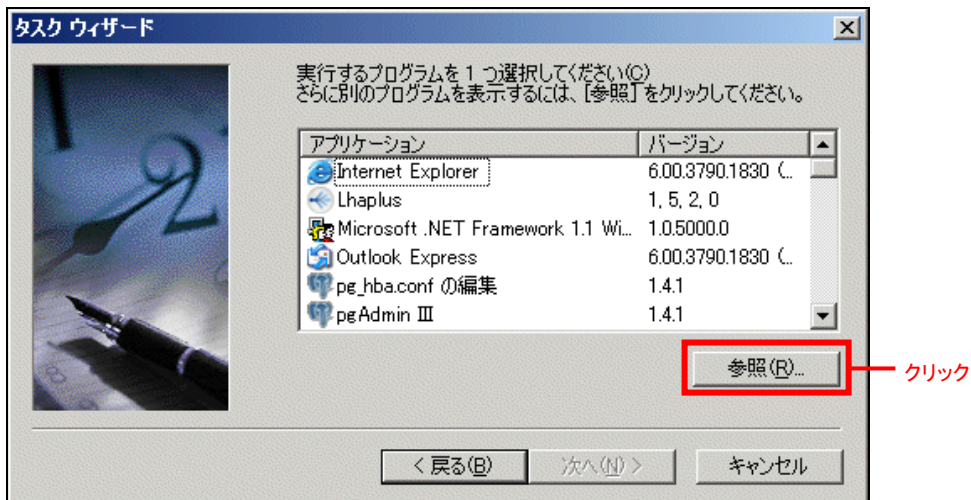 タスク ウィザード
実行するプログラムを 1 つ選択してください(C)
さらに別のプログラムを表示するには、[参照] をクリックしてください。
アプリケーション バージョン
Internet Explorer 6.00.3790.1830 (...
Lhaplus 1, 5, 2, 0
Microsoft .NET Framework 1.1 Wi... 1.0.5000.0
Outlook Express 6.00.3790.1830 (...
pg_hba.conf の編集 1.4.1
pgAdmin III 1.4.1
参照(R)...
クリック
< 戻る(B) 次へ(N) > キャンセル